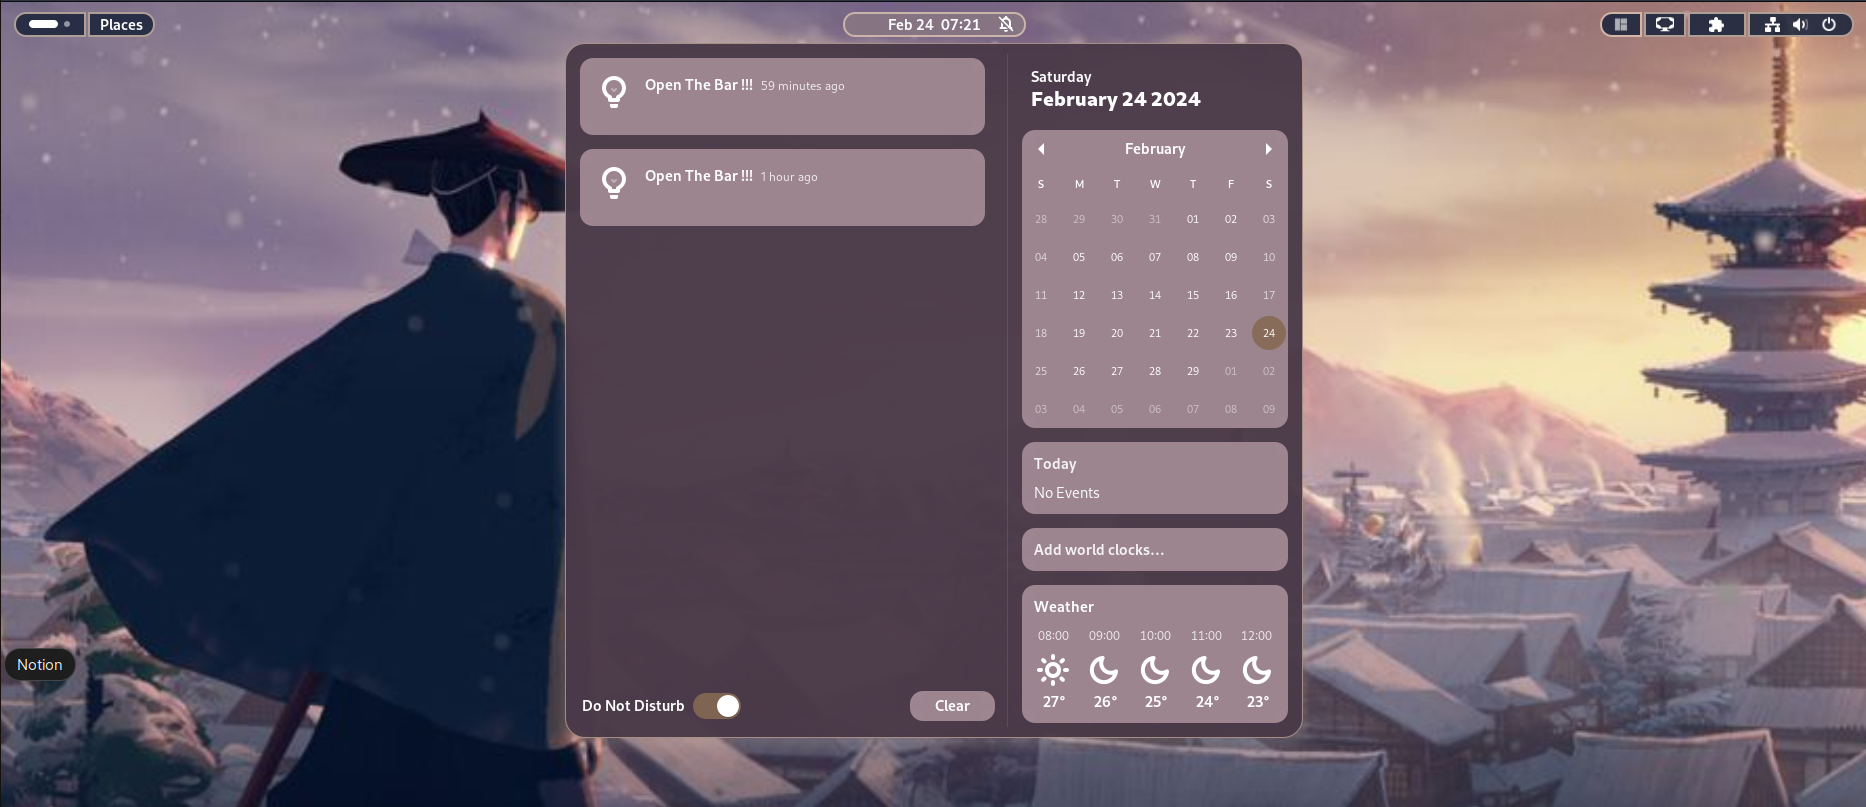 Places
Feb 24 07:21
Open The Bar !!! 59 minutes ago
Open The Bar !!! 1 hour ago
Do Not Disturb
Clear
Saturday
February 24 2024
February
S M T W T F S
28 29 30 31 01 02 03
04 05 06 07 08 09 10
11 12 13 14 15 16 17
18 19 20 21 22 23 24
25 26 27 28 29 01 02
03 04 05 06 07 08 09
Today
No Events
Add world clocks...
Weather
08:00 09:00 10:00 11:00 12:00
27° 26° 25° 24° 23°
Notion